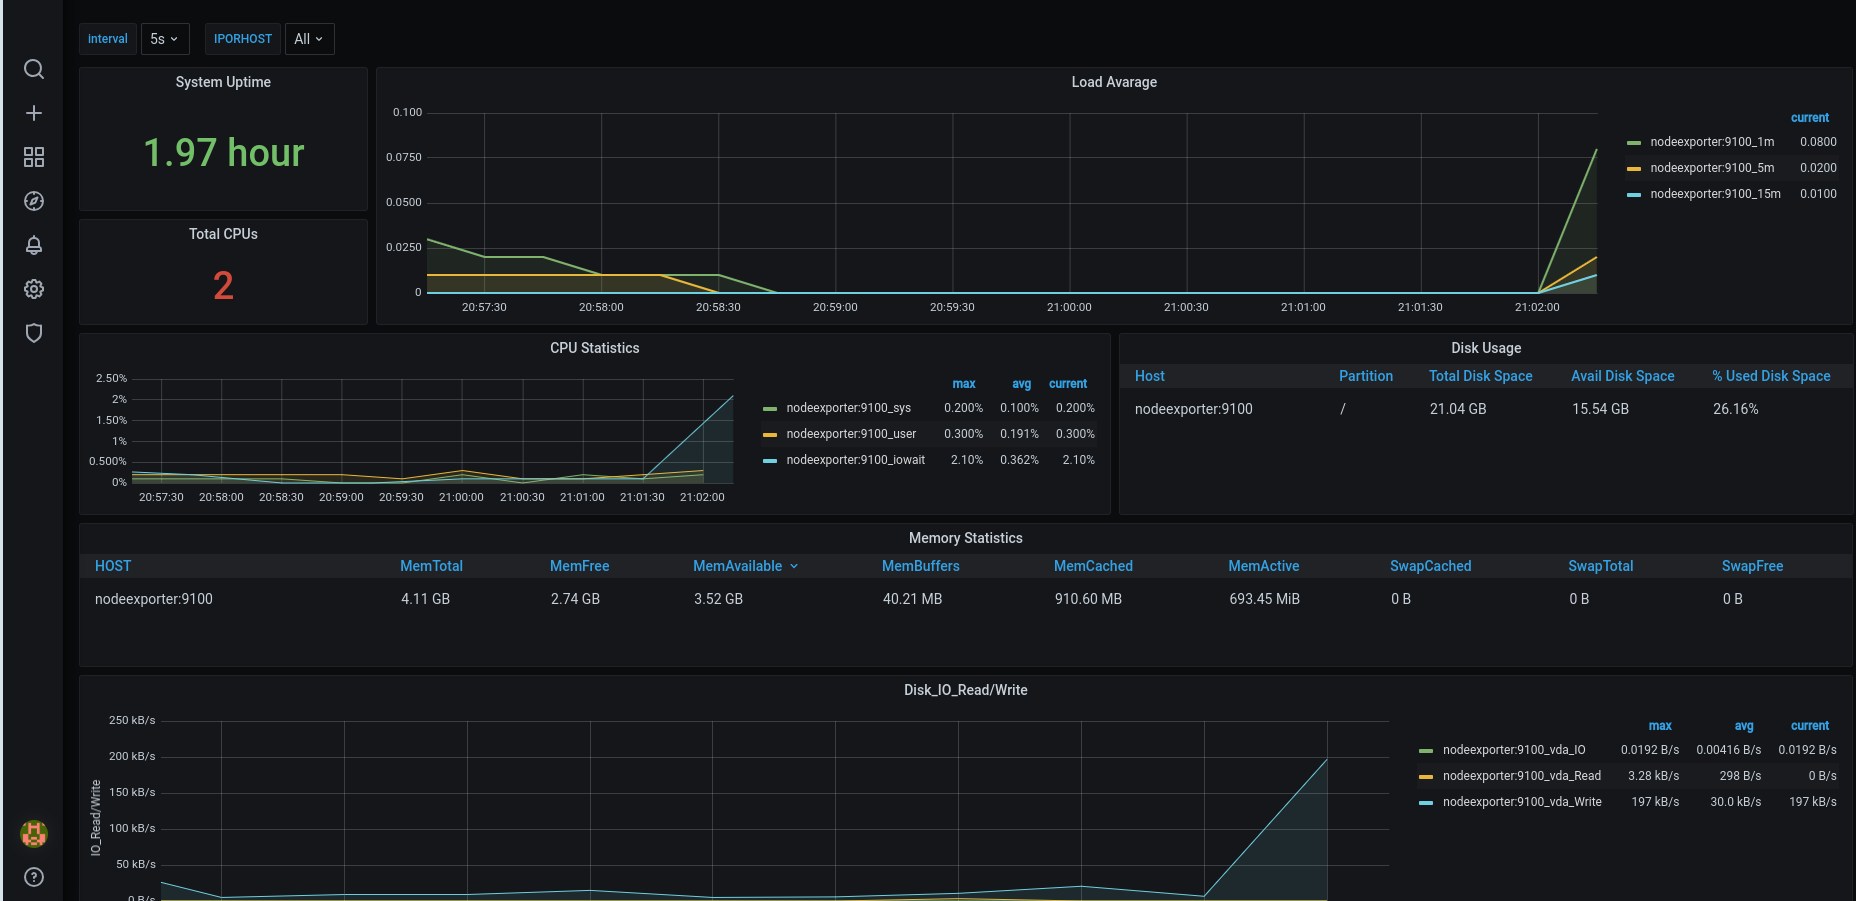 Interval 5s IPORHOST All
System Uptime
1.97 hour
Total CPUs
2
Load Avarage
0.100
0.0750
0.0500
0.0250
0
20:57:30 20:58:00 20:58:30 20:59:00 20:59:30 21:00:00 21:00:30 21:01:00 21:01:30 21:02:00
current
nodeexporter:9100_1m 0.0800
nodeexporter:9100_5m 0.0200
nodeexporter:9100_15m 0.0100
CPU Statistics
2.50%
2%
1.50%
1%
0.500%
0%
20:57:30 20:58:00 20:58:30 20:59:00 20:59:30 21:00:00 21:00:30 21:01:00 21:01:30 21:02:00
max avg current
nodeexporter:9100_sys 0.200% 0.100% 0.200%
nodeexporter:9100_user 0.300% 0.191% 0.300%
nodeexporter:9100_iowait 2.10% 0.362% 2.10%
Disk Usage
Host Partition Total Disk Space Avail Disk Space % Used Disk Space
nodeexporter:9100 / 21.04 GB 15.54 GB 26.16%
Memory Statistics
HOST MemTotal MemFree MemAvailable MemBuffers MemCached MemActive SwapCached SwapTotal SwapFree
nodeexporter:9100 4.11 GB 2.74 GB 3.52 GB 40.21 MB 910.60 MB 693.45 MiB 0 B 0 B 0 B
Disk_IO_Read/Write
IO_Read/Write
250 kB/s
200 kB/s
150 kB/s
100 kB/s
50 kB/s
0 B/s
max avg current
nodeexporter:9100_vda_IO 0.0192 B/s 0.00416 B/s 0.0192 B/s
nodeexporter:9100_vda_Read 3.28 kB/s 298 B/s 0 B/s
nodeexporter:9100_vda_Write 197 kB/s 30.0 kB/s 197 kB/s